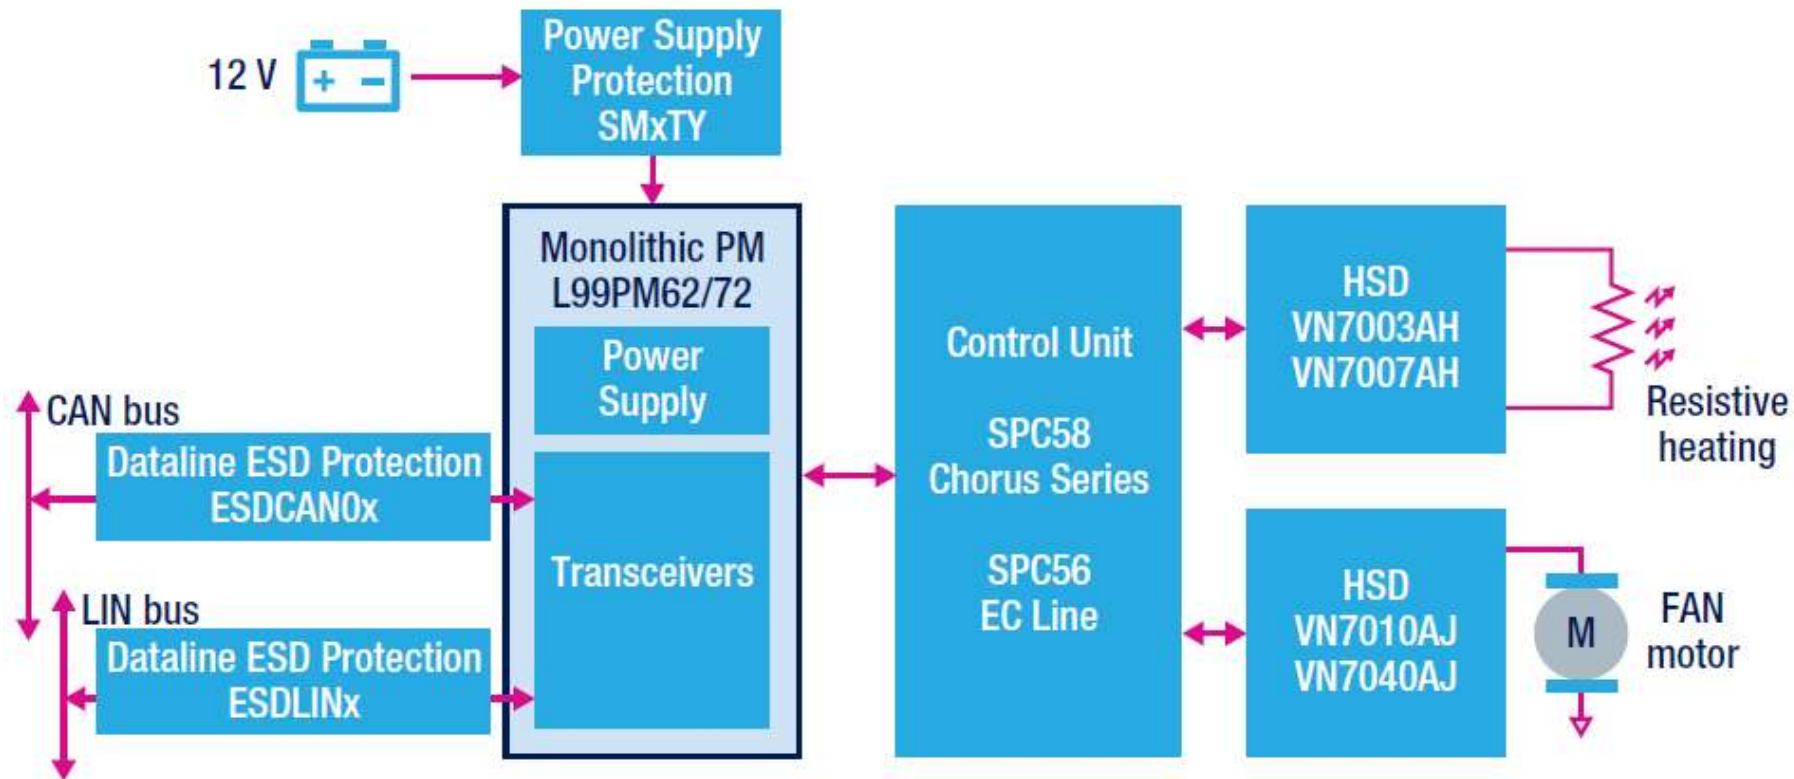 12 V
+ −
Power Supply
Protection
SMxTY
Monolithic PM
L99PM62/72
Power
Supply
Transceivers
CAN bus
Dataline ESD Protection
ESDCAN0x
LIN bus
Dataline ESD Protection
ESDLINx
Control Unit
SPC58
Chorus Series
SPC56
EC Line
HSD
VN7003AH
VN7007AH
Resistive
heating
HSD
VN7010AJ
VN7040AJ
M
FAN
motor